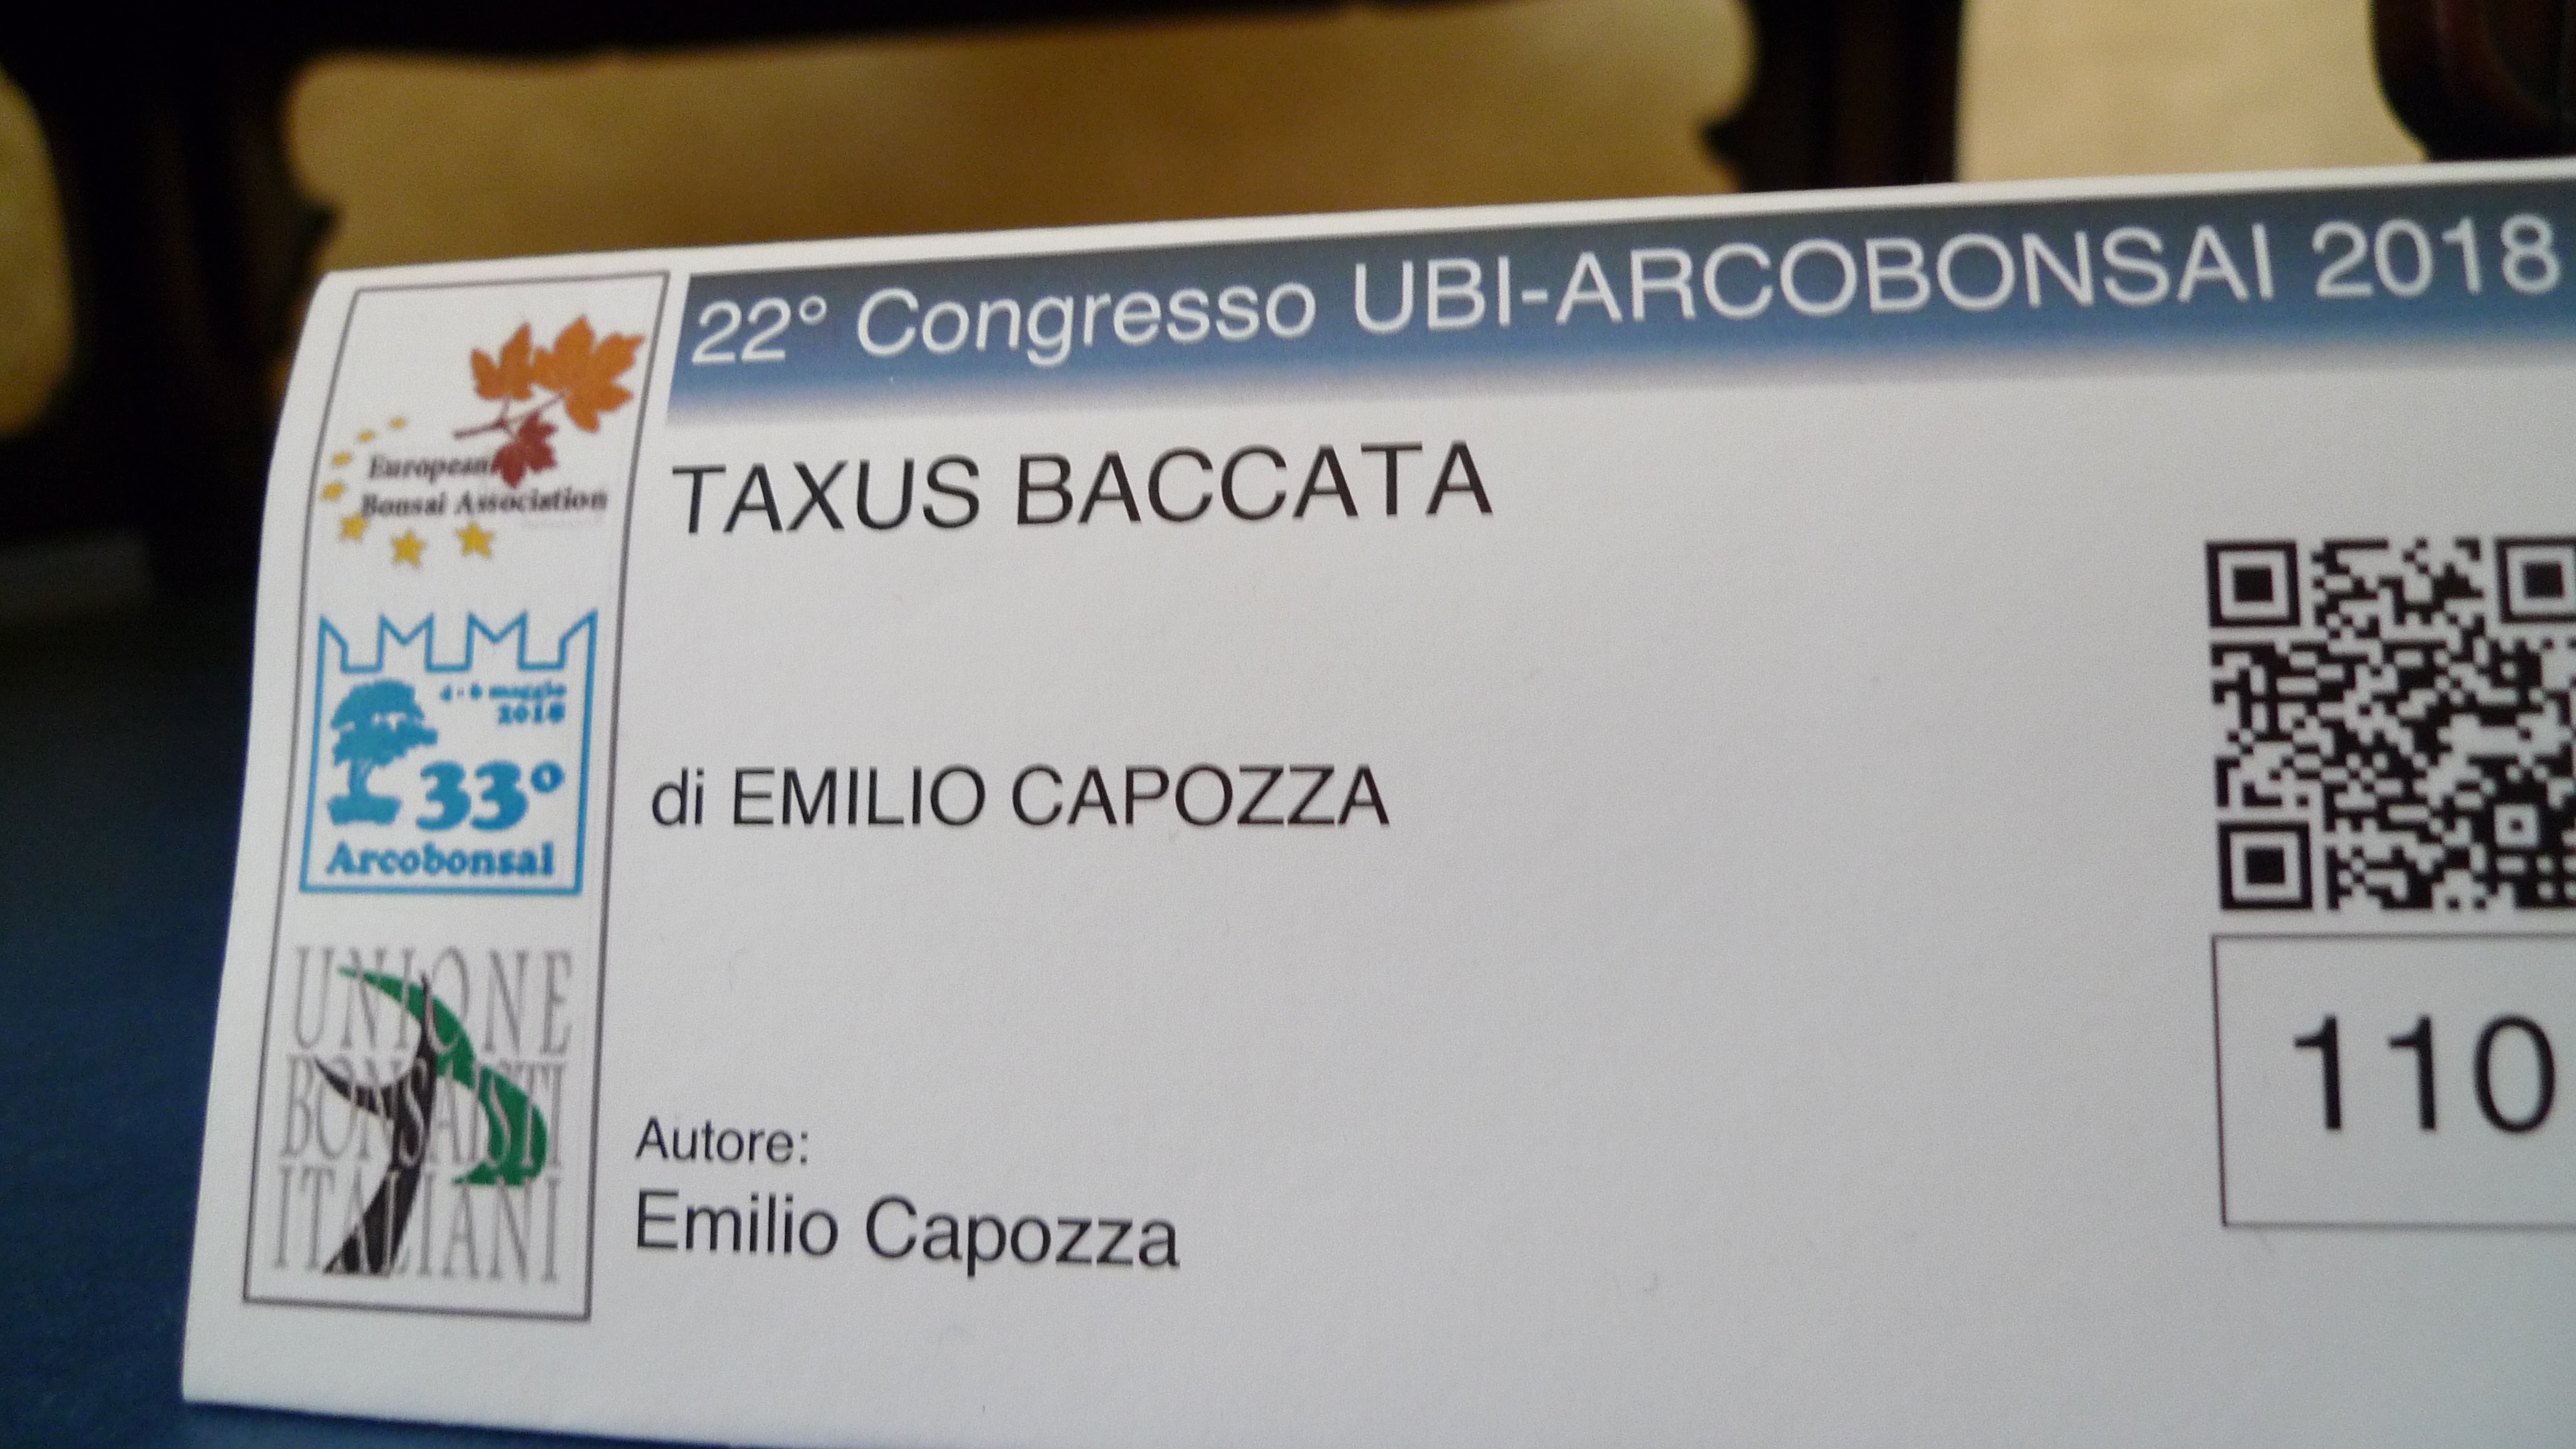 22° Congresso UBI-ARCOBONSAI 2018
European
Bonsai Association
TAXUS BACCATA
4 - 6 maggio
2018
33°
Arcobonsai
di EMILIO CAPOZZA
UNIONE
BONSAISTI
ITALIANI
Autore:
Emilio Capozza
110